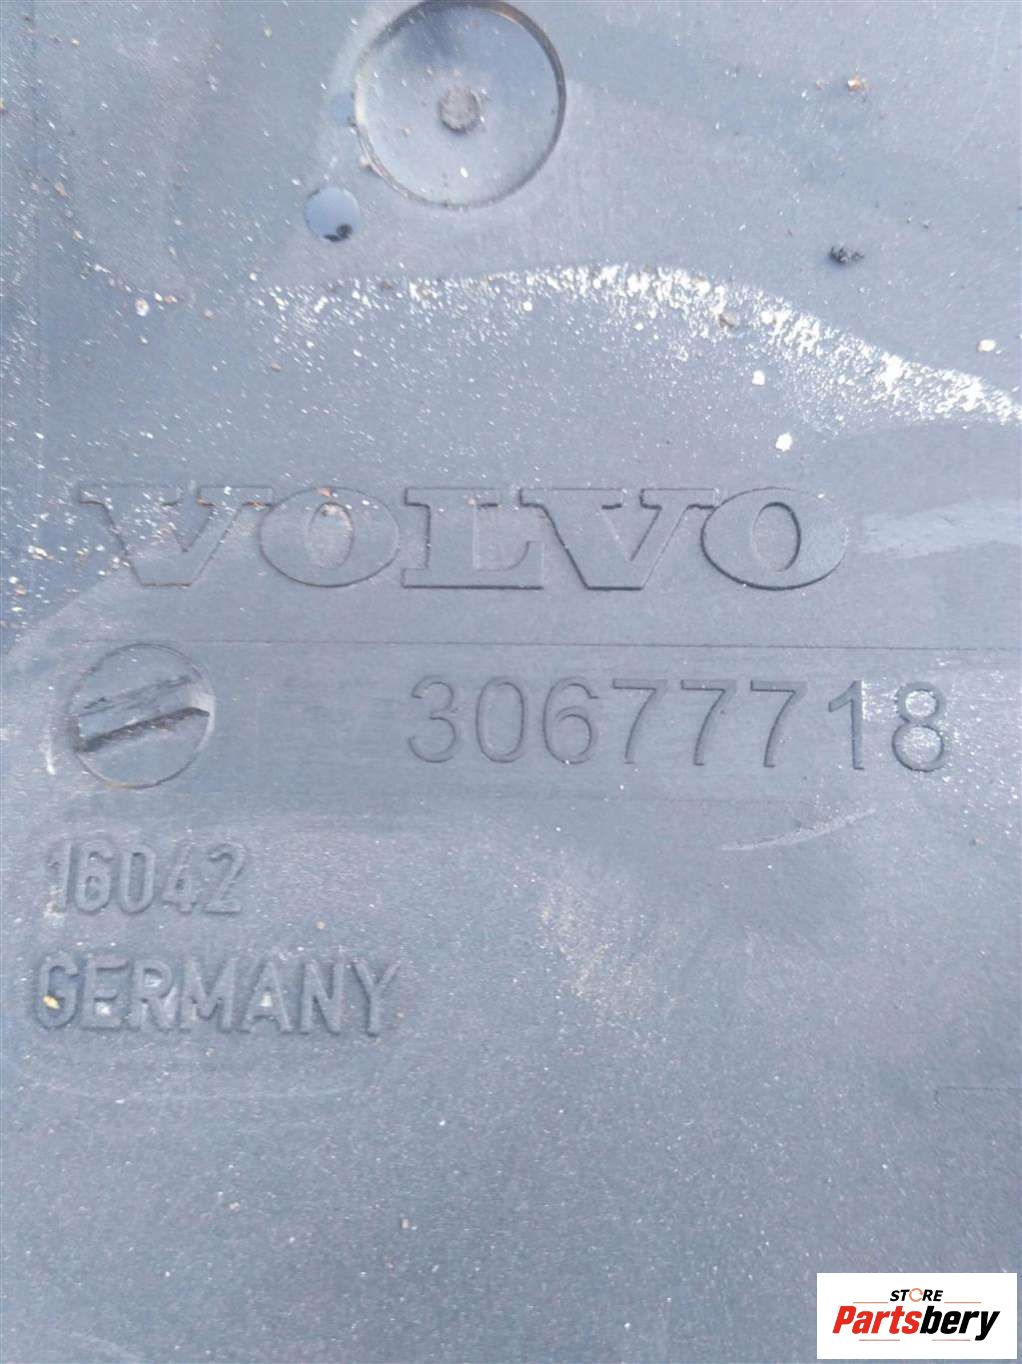 VOLVO
30677718
16042
GERMANY
STORE
Partsbery